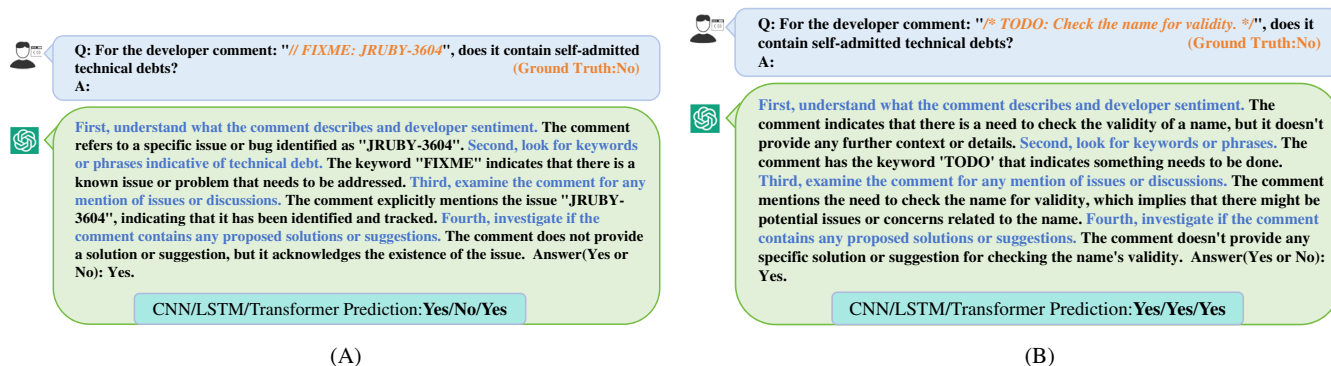 Q: For the developer comment: "// FIXME: JRUBY-3604", does it contain self-admitted
technical debts? (Ground Truth:No)
A:
First, understand what the comment describes and developer sentiment. The comment
refers to a specific issue or bug identified as "JRUBY-3604". Second, look for keywords
or phrases indicative of technical debt. The keyword "FIXME" indicates that there is a
known issue or problem that needs to be addressed. Third, examine the comment for any
mention of issues or discussions. The comment explicitly mentions the issue "JRUBY-
3604", indicating that it has been identified and tracked. Fourth, investigate if the
comment contains any proposed solutions or suggestions. The comment does not provide
a solution or suggestion, but it acknowledges the existence of the issue. Answer(Yes or
No): Yes.
CNN/LSTM/Transformer Prediction:Yes/No/Yes
(A)
Q: For the developer comment: "/* TODO: Check the name for validity. */", does it
contain self-admitted technical debts? (Ground Truth:No)
A:
First, understand what the comment describes and developer sentiment. The
comment indicates that there is a need to check the validity of a name, but it doesn't
provide any further context or details. Second, look for keywords or phrases. The
comment has the keyword 'TODO' that indicates something needs to be done.
Third, examine the comment for any mention of issues or discussions. The comment
mentions the need to check the name for validity, which implies that there might be
potential issues or concerns related to the name. Fourth, investigate if the comment
contains any proposed solutions or suggestions. The comment doesn't provide any
specific solution or suggestion for checking the name's validity. Answer(Yes or No):
Yes.
CNN/LSTM/Transformer Prediction:Yes/Yes/Yes
(B)